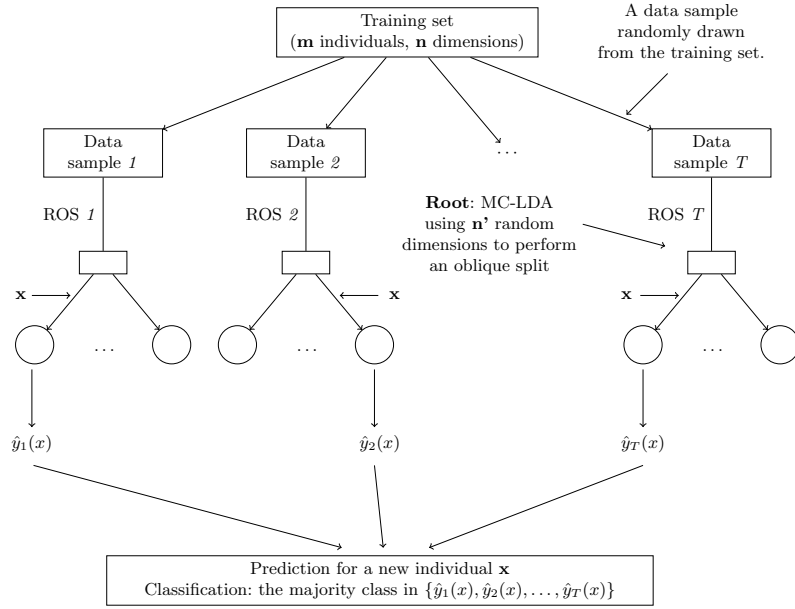 Training set
(m individuals, n dimensions)
A data sample
randomly drawn
from the training set.
Data
sample 1
Data
sample 2
...
Data
sample T
ROS 1
ROS 2
Root: MC-LDA
using n' random
dimensions to perform
an oblique split
ROS T
x
x
x
...
...
...
ŷ₁(x)
ŷ₂(x)
ŷ_T(x)
Prediction for a new individual x
Classification: the majority class in {ŷ₁(x), ŷ₂(x), . . . , ŷ_T(x)}